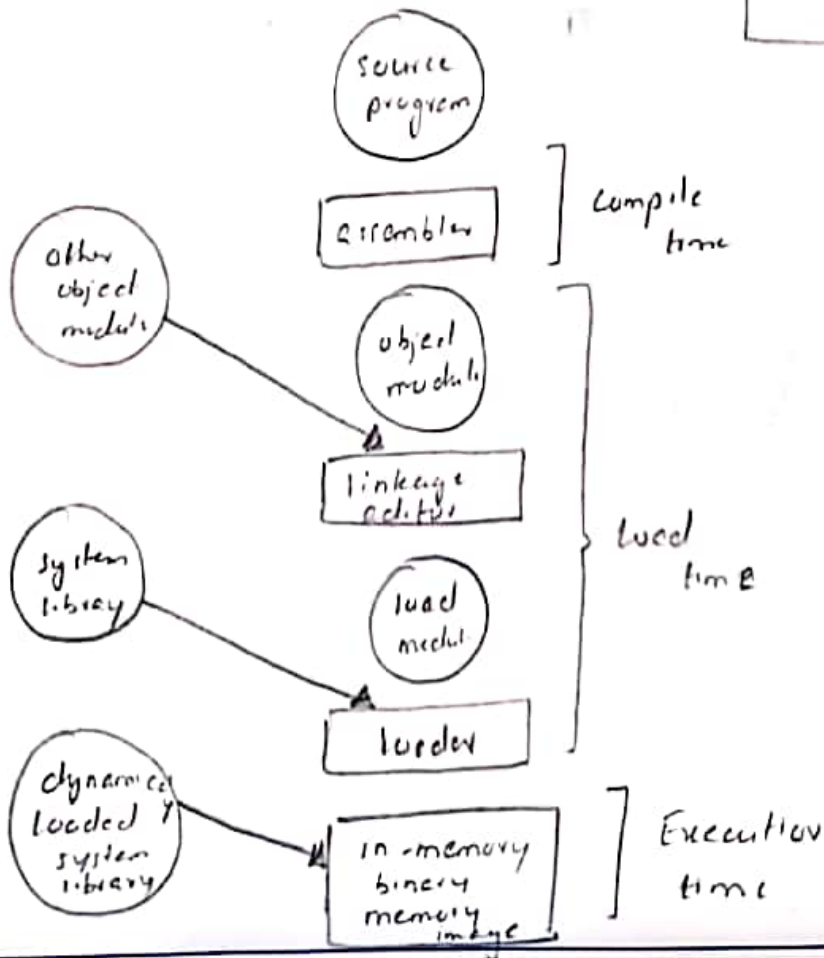 source
program
assembler
compile
time
other
object
module
object
module
linkage
editor
load
time
system
library
load
module
loader
dynamically
loaded
system
library
in-memory
binary
memory
image
Execution
time